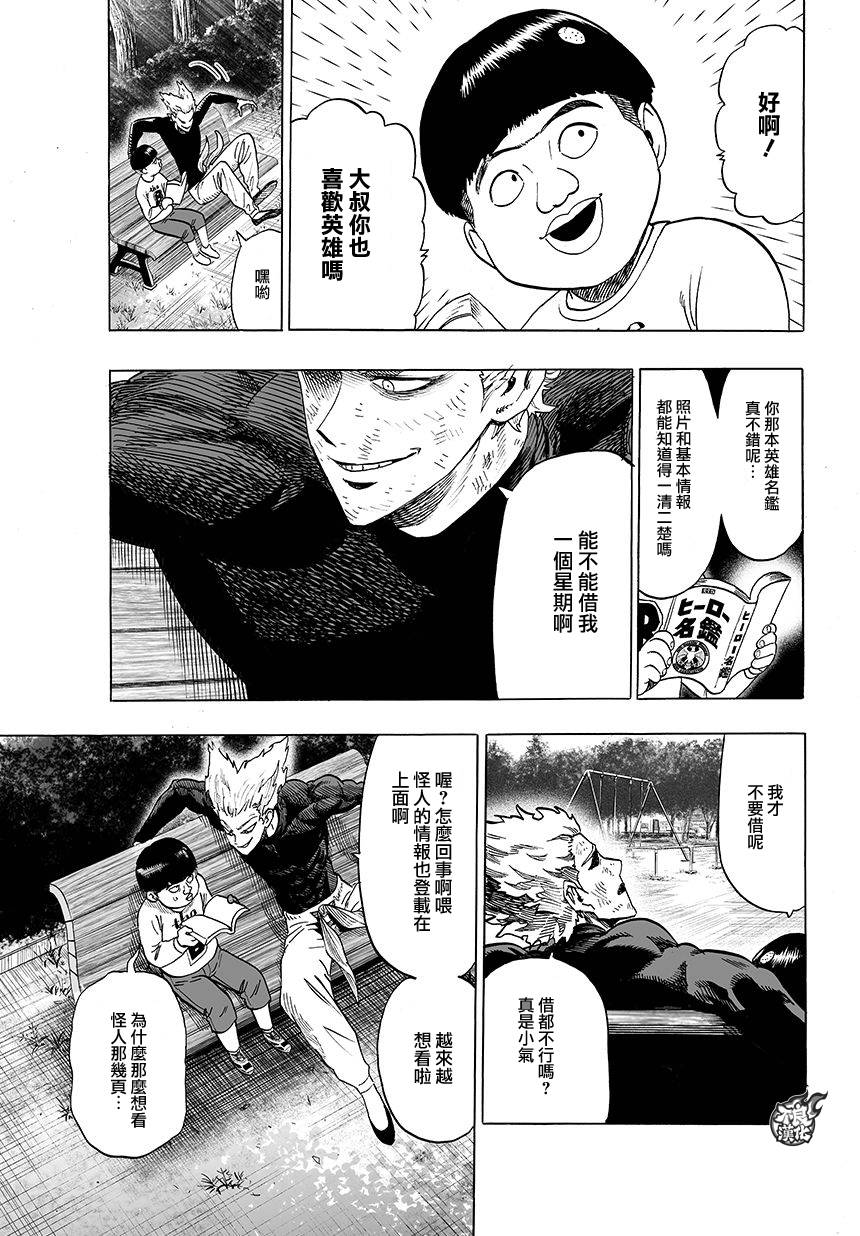 好啊！
大叔你也
喜歡英雄嗎
嘿喲
你那本英雄名鑑
真不錯呢…
照片和基本情報
都能知道得一清二楚嗎
ヒーロー
名鑑
ヒーロー名鑑
能不能借我
一個星期啊
我才
不要借呢
借都不行嗎？
真是小氣
喔？怎麼回事啊喂
怪人的情報也登載在
上面啊
越來越
想看啦
為什麼那麼想看
怪人那幾頁…